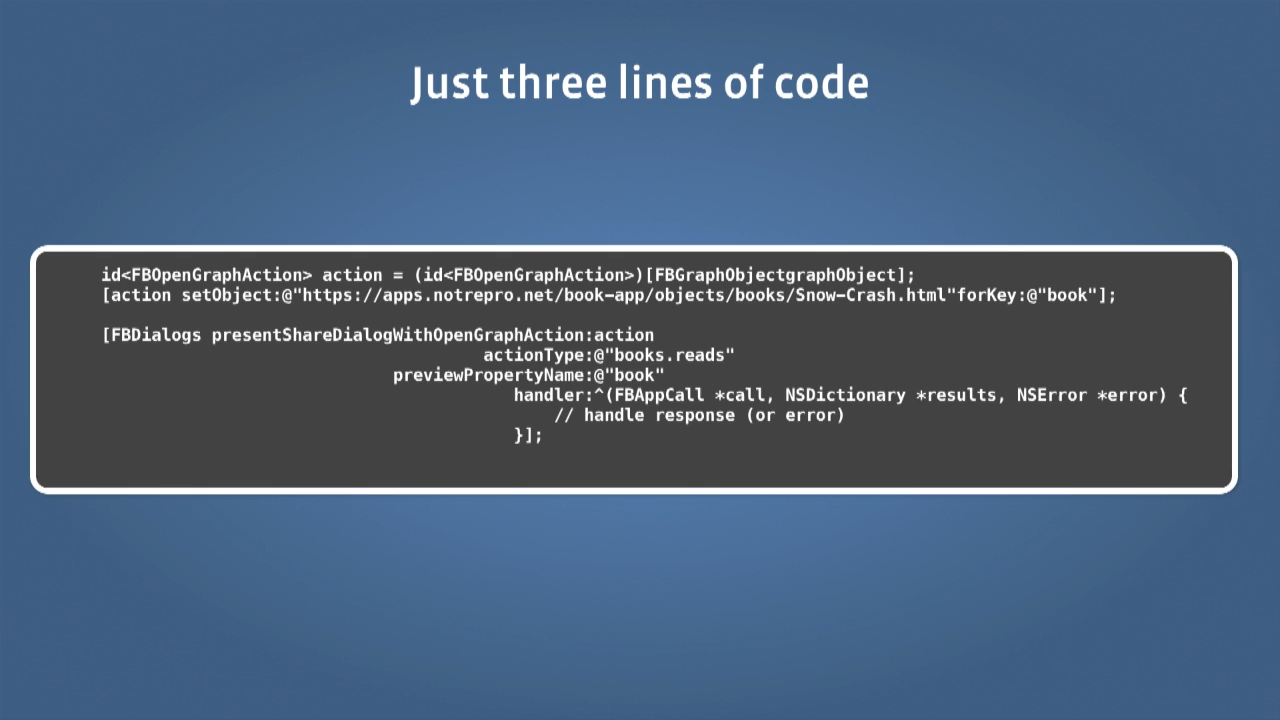 Just three lines of code
id<FBOpenGraphAction> action = (id<FBOpenGraphAction>)[FBGraphObjectgraphObject];
[action setObject:@"https://apps.notrepro.net/book-app/objects/books/Snow-Crash.html"forKey:@"book"];
[FBDialogs presentShareDialogWithOpenGraphAction:action
actionType:@"books.reads"
previewPropertyName:@"book"
handler:^(FBAppCall *call, NSDictionary *results, NSError *error) {
// handle response (or error)
}];